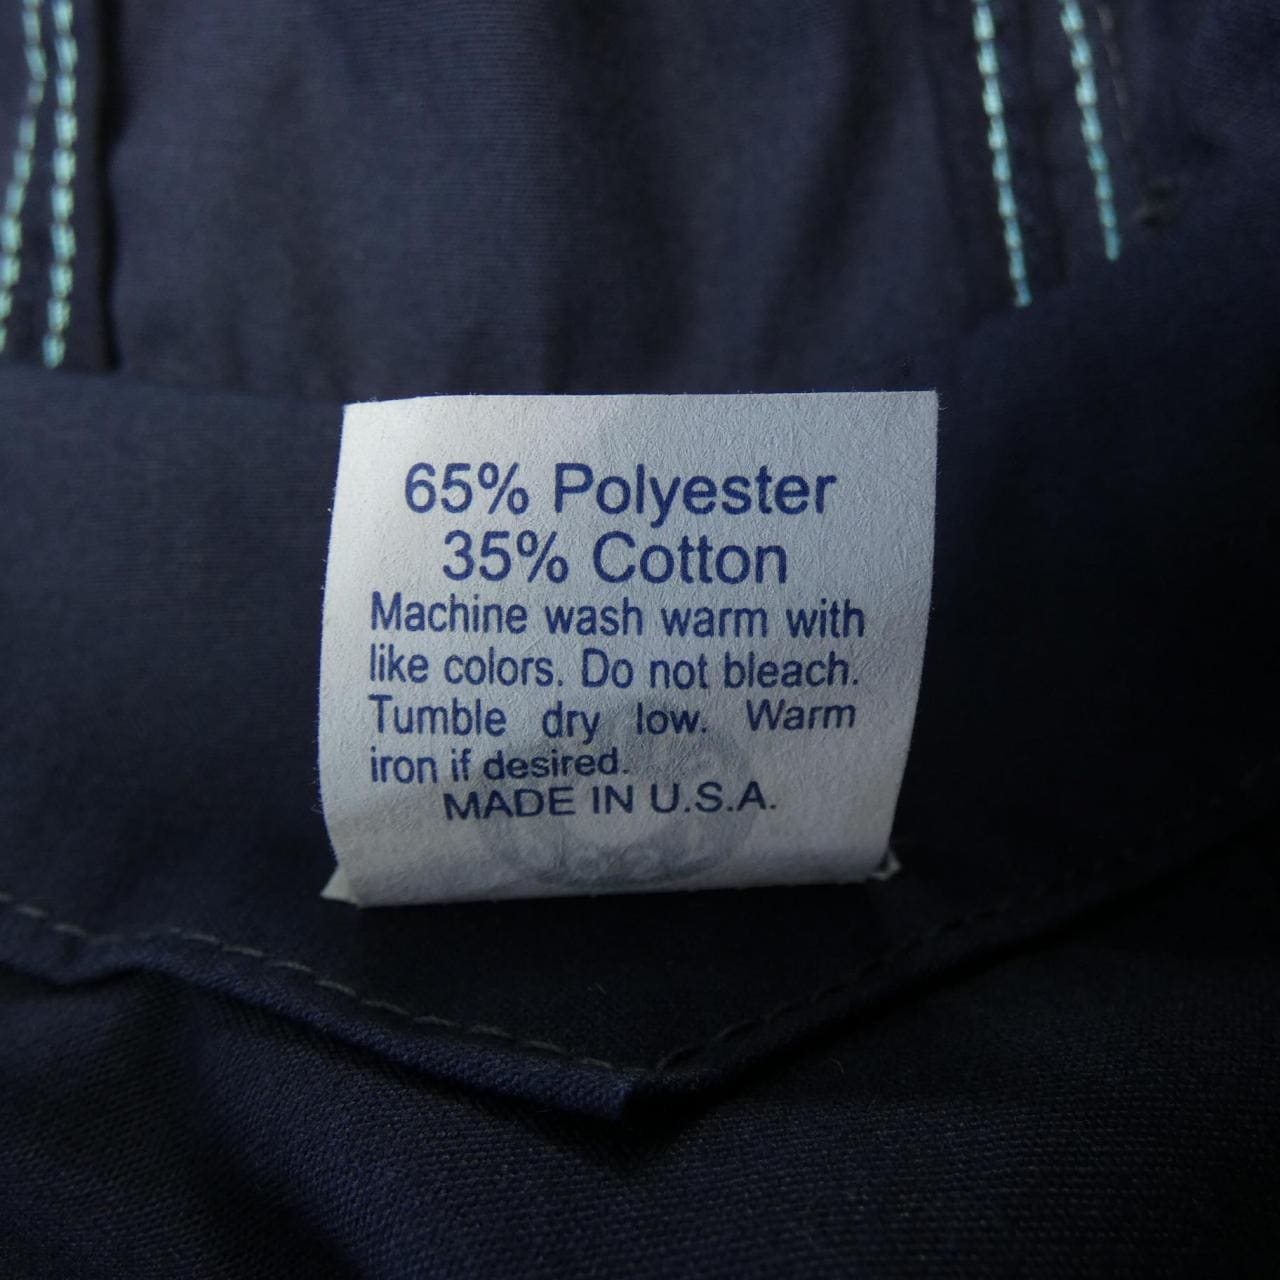 65% Polyester
35% Cotton
Machine wash warm with
like colors. Do not bleach.
Tumble dry low. Warm
iron if desired.
MADE IN U.S.A.